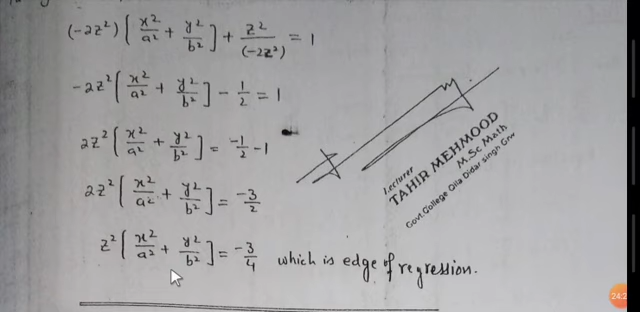 (-2z²) [x²/a² + y²/b²] + z²/(-2z²) = 1
-2z² [x²/a² + y²/b²] - 1/2 = 1
2z² [x²/a² + y²/b²] = -1/2 - 1
2z² [x²/a² + y²/b²] = -3/2
z² [x²/a² + y²/b²] = -3/4 which is edge of regression.
Lecturer
TAHIR MEHMOOD
M.Sc Math
Govt.College Qila Didar singh Grw